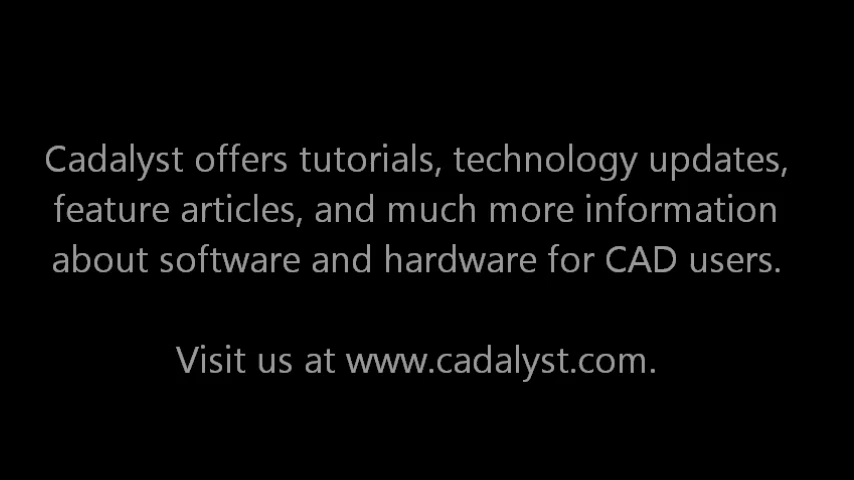 Cadalyst offers tutorials, technology updates,
feature articles, and much more information
about software and hardware for CAD users.
Visit us at www.cadalyst.com.